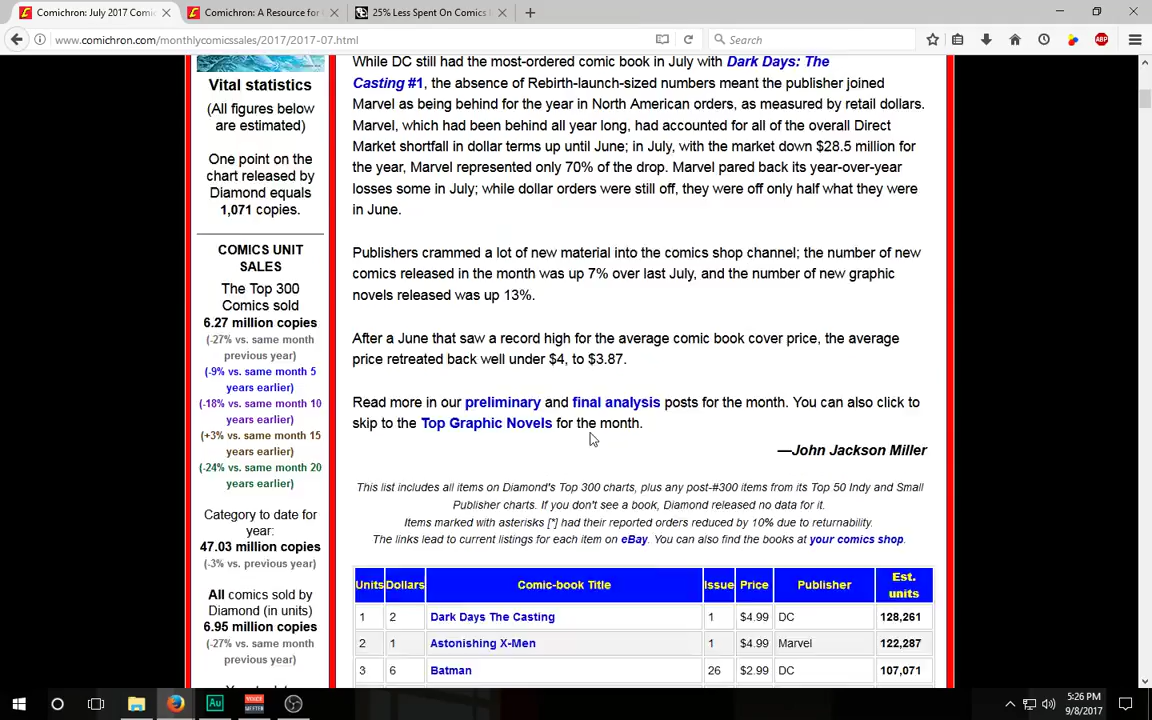 Comichron: July 2017 Comi
Comichron: A Resource for
25% Less Spent On Comics
www.comichron.com/monthlycomicssales/2017/2017-07.html
Search
ABP
Vital statistics
(All figures below
are estimated)
One point on the
chart released by
Diamond equals
1,071 copies.
COMICS UNIT
SALES
The Top 300
Comics sold
6.27 million copies
(-27% vs. same month
previous year)
(-9% vs. same month 5
years earlier)
(-18% vs. same month 10
years earlier)
(+3% vs. same month 15
years earlier)
(-24% vs. same month 20
years earlier)
Category to date for
year:
47.03 million copies
(-3% vs. previous year)
All comics sold by
Diamond (in units)
6.95 million copies
(-27% vs. same month
previous year)
While DC still had the most-ordered comic book in July with Dark Days: The
Casting #1, the absence of Rebirth-launch-sized numbers meant the publisher joined
Marvel as being behind for the year in North American orders, as measured by retail dollars.
Marvel, which had been behind all year long, had accounted for all of the overall Direct
Market shortfall in dollar terms up until June; in July, with the market down $28.5 million for
the year, Marvel represented only 70% of the drop. Marvel pared back its year-over-year
losses some in July; while dollar orders were still off, they were off only half what they were
in June.
Publishers crammed a lot of new material into the comics shop channel; the number of new
comics released in the month was up 7% over last July, and the number of new graphic
novels released was up 13%.
After a June that saw a record high for the average comic book cover price, the average
price retreated back well under $4, to $3.87.
Read more in our preliminary and final analysis posts for the month. You can also click to
skip to the Top Graphic Novels for the month.
—John Jackson Miller
This list includes all items on Diamond's Top 300 charts, plus any post-#300 items from its Top 50 Indy and Small
Publisher charts. If you don't see a book, Diamond released no data for it.
Items marked with asterisks [*] had their reported orders reduced by 10% due to returnability.
The links lead to current listings for each item on eBay. You can also find the books at your comics shop.
Units Dollars Comic-book Title Issue Price Publisher Est. units
1 2 Dark Days The Casting 1 $4.99 DC 128,261
2 1 Astonishing X-Men 1 $4.99 Marvel 122,287
3 6 Batman 26 $2.99 DC 107,071
Au
5:26 PM
9/8/2017